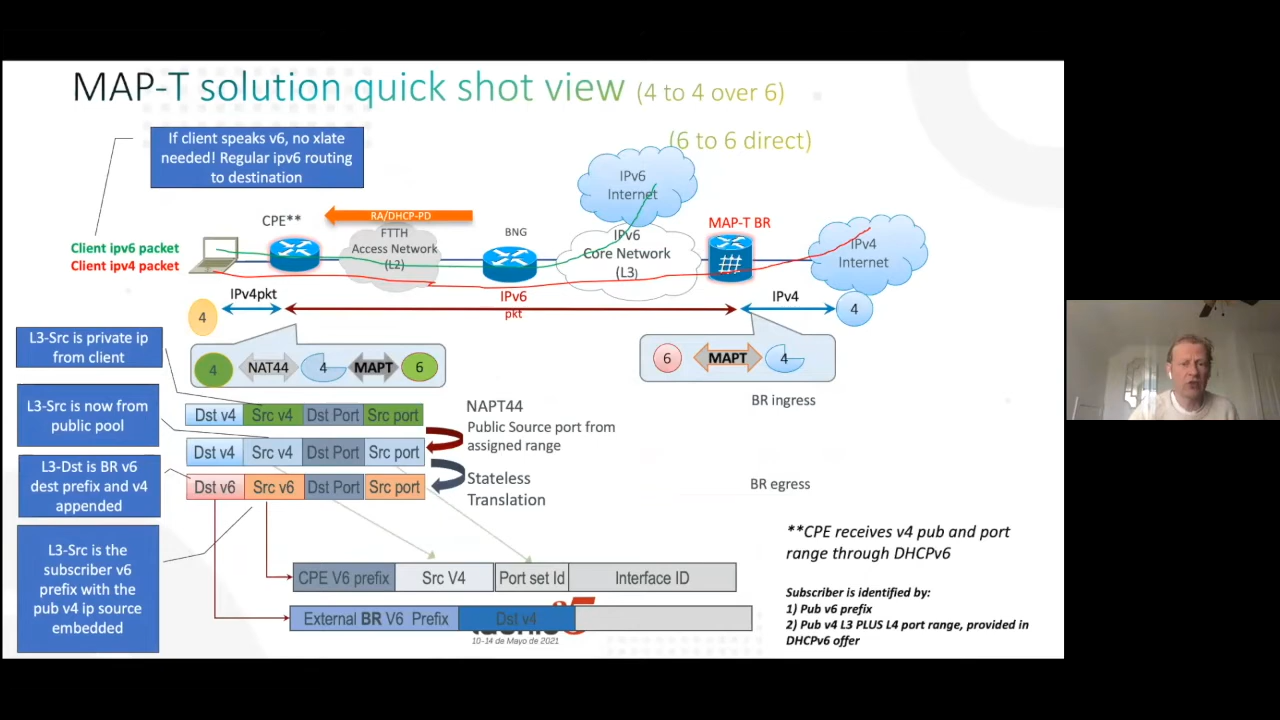 MAP-T solution quick shot view (4 to 4 over 6)
(6 to 6 direct)
If client speaks v6, no xlate
needed! Regular ipv6 routing
to destination
IPv6
Internet
CPE**
RA/DHCP-PD
FTTH
Access Network
(L2)
BNG
IPv6
Core Network
(L3)
MAP-T BR
IPv4
Internet
Client ipv6 packet
Client ipv4 packet
4
IPv4pkt
IPv6
pkt
IPv4
4
L3-Src is private ip
from client
4
NAT44
4
MAPT
6
6
MAPT
4
L3-Src is now from
public pool
Dst v4
Src v4
Dst Port
Src port
NAPT44
Public Source port from
assigned range
BR ingress
Dst v4
Src v4
Dst Port
Src port
L3-Dst is BR v6
dest prefix and v4
appended
Dst v6
Src v6
Dst Port
Src port
Stateless
Translation
BR egress
L3-Src is the
subscriber v6
prefix with the
pub v4 ip source
embedded
CPE V6 prefix
Src V4
Port set Id
Interface ID
External BR V6 Prefix
Dst v4
10-14 de Mayo de 2021
**CPE receives v4 pub and port
range through DHCPv6
Subscriber is identified by:
1) Pub v6 prefix
2) Pub v4 L3 PLUS L4 port range, provided in
DHCPv6 offer